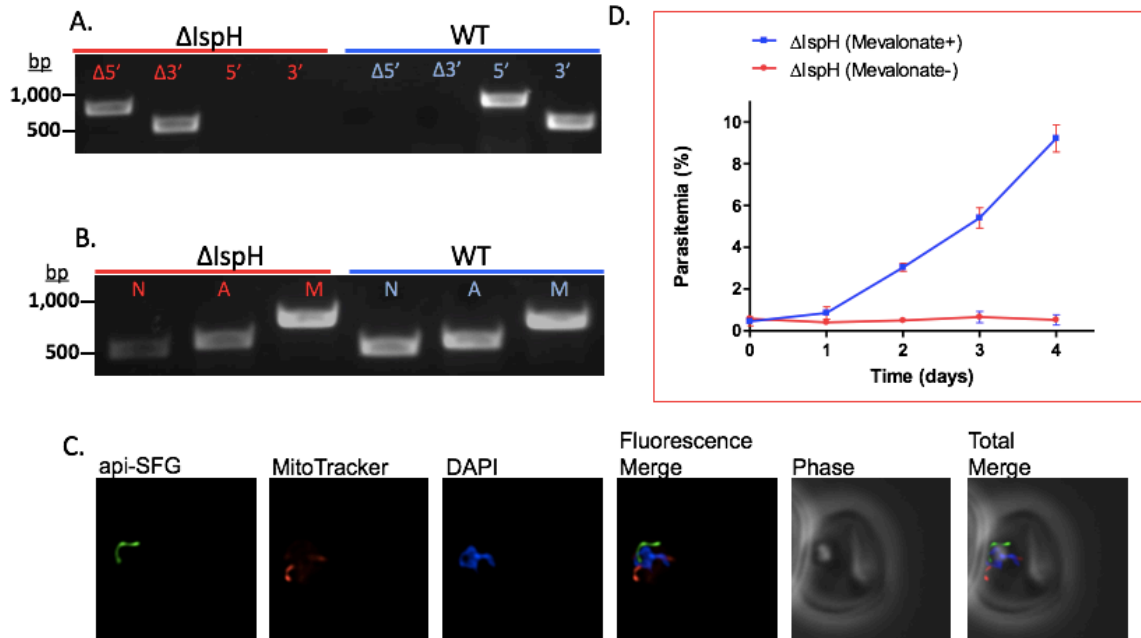 A.
ΔIspH WT
bp
Δ5’ Δ3’ 5’ 3’ Δ5’ Δ3’ 5’ 3’
1,000
500
B.
ΔIspH WT
bp
N A M N A M
1,000
500
C.
api-SFG MitoTracker DAPI Fluorescence Merge Phase Total Merge
D.
ΔIspH (Mevalonate+)
ΔIspH (Mevalonate-)
Parasitemia (%)
10
8
6
4
2
0
0 1 2 3 4
Time (days)